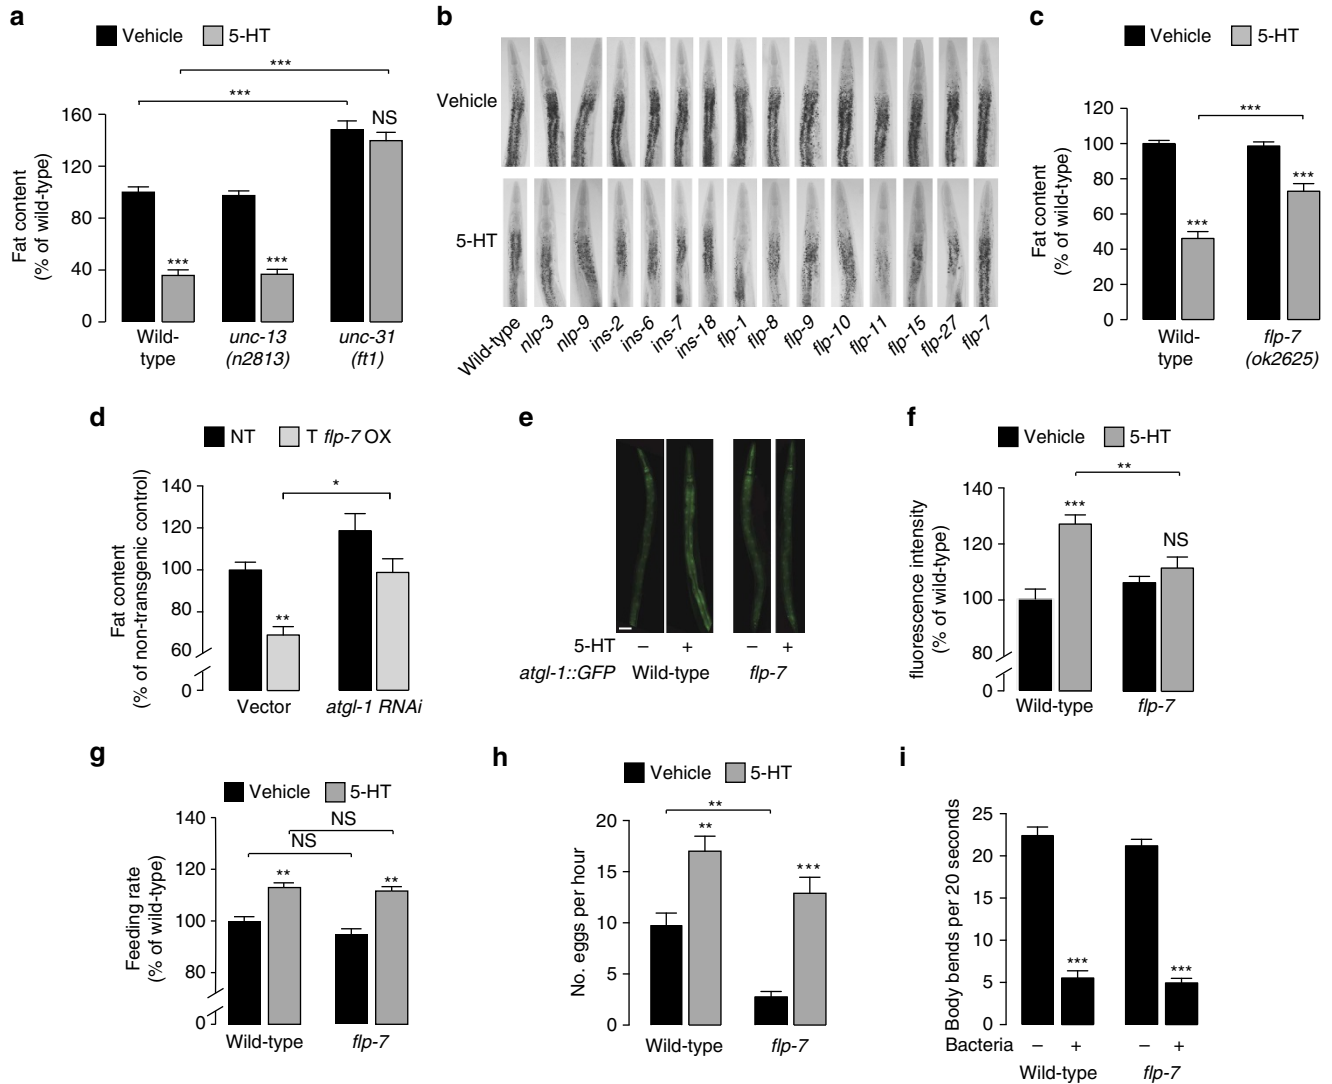 a
Vehicle 5-HT
***
***
NS
*** ***
Fat content
(% of wild-type)
160
120
80
40
0
Wild-
type
unc-13
(n2813)
unc-31
(ft1)
b
Vehicle
5-HT
Wild-type nlp-3 nlp-9 ins-2 ins-6 ins-7 ins-18 flp-1 flp-8 flp-9 flp-10 flp-11 flp-15 flp-27 flp-7
c
Vehicle 5-HT
***
*** ***
Fat content
(% of wild-type)
120
100
80
60
40
20
0
Wild-
type
flp-7
(ok2625)
d
NT T flp-7 OX
*
**
Fat content
(% of non-transgenic control)
140
120
100
80
60
0
Vector atgl-1 RNAi
e
5-HT – + – +
atgl-1::GFP Wild-type flp-7
f
Vehicle 5-HT
**
*** NS
fluorescence intensity
(% of wild-type)
140
120
100
80
0
Wild-type flp-7
g
Vehicle 5-HT
NS
NS
** **
Feeding rate
(% of wild-type)
140
120
100
80
0
Wild-type flp-7
h
Vehicle 5-HT
**
** ***
No. eggs per hour
20
15
10
5
0
Wild-type flp-7
i
*** ***
Body bends per 20 seconds
25
20
15
10
5
0
Bacteria – + – +
Wild-type flp-7